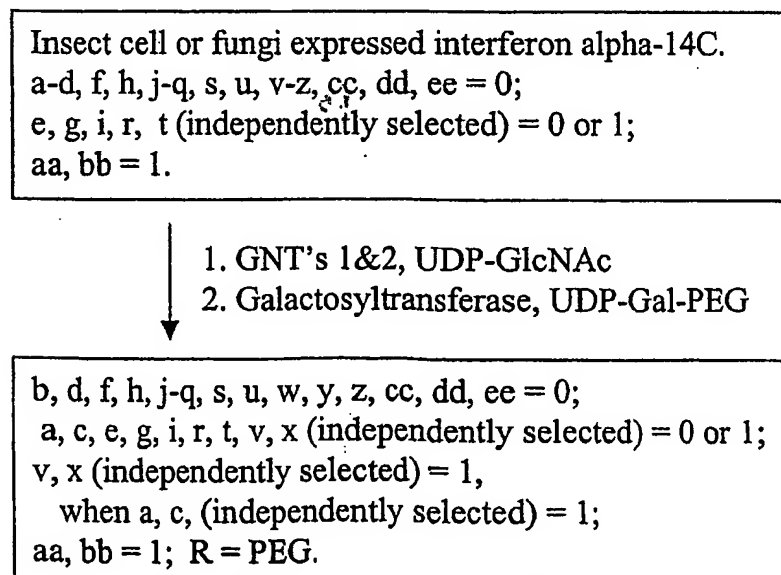 Insect cell or fungi expressed interferon alpha-14C.
a-d, f, h, j-q, s, u, v-z, cc, dd, ee = 0;
e, g, i, r, t (independently selected) = 0 or 1;
aa, bb = 1.
1. GNT's 1&2, UDP-GlcNAc
2. Galactosyltransferase, UDP-Gal-PEG
b, d, f, h, j-q, s, u, w, y, z, cc, dd, ee = 0;
a, c, e, g, i, r, t, v, x (independently selected) = 0 or 1;
v, x (independently selected) = 1,
when a, c, (independently selected) = 1;
aa, bb = 1; R = PEG.